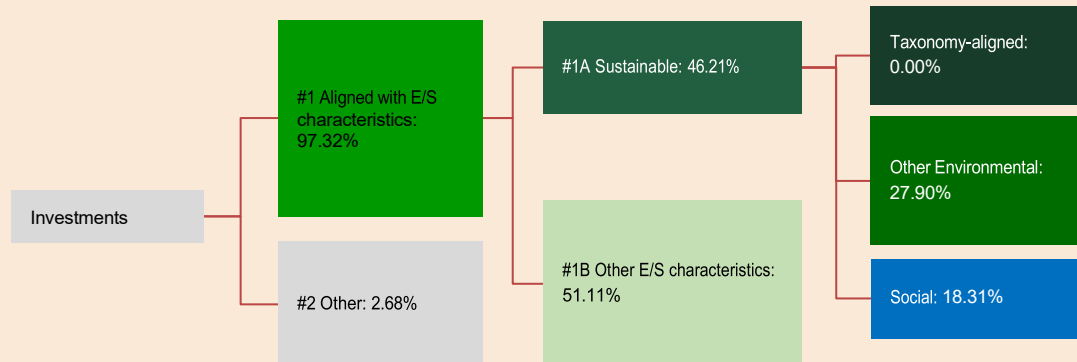 Investments
#1 Aligned with E/S
characteristics:
97.32%
#2 Other: 2.68%
#1A Sustainable: 46.21%
#1B Other E/S characteristics:
51.11%
Taxonomy-aligned:
0.00%
Other Environmental:
27.90%
Social: 18.31%